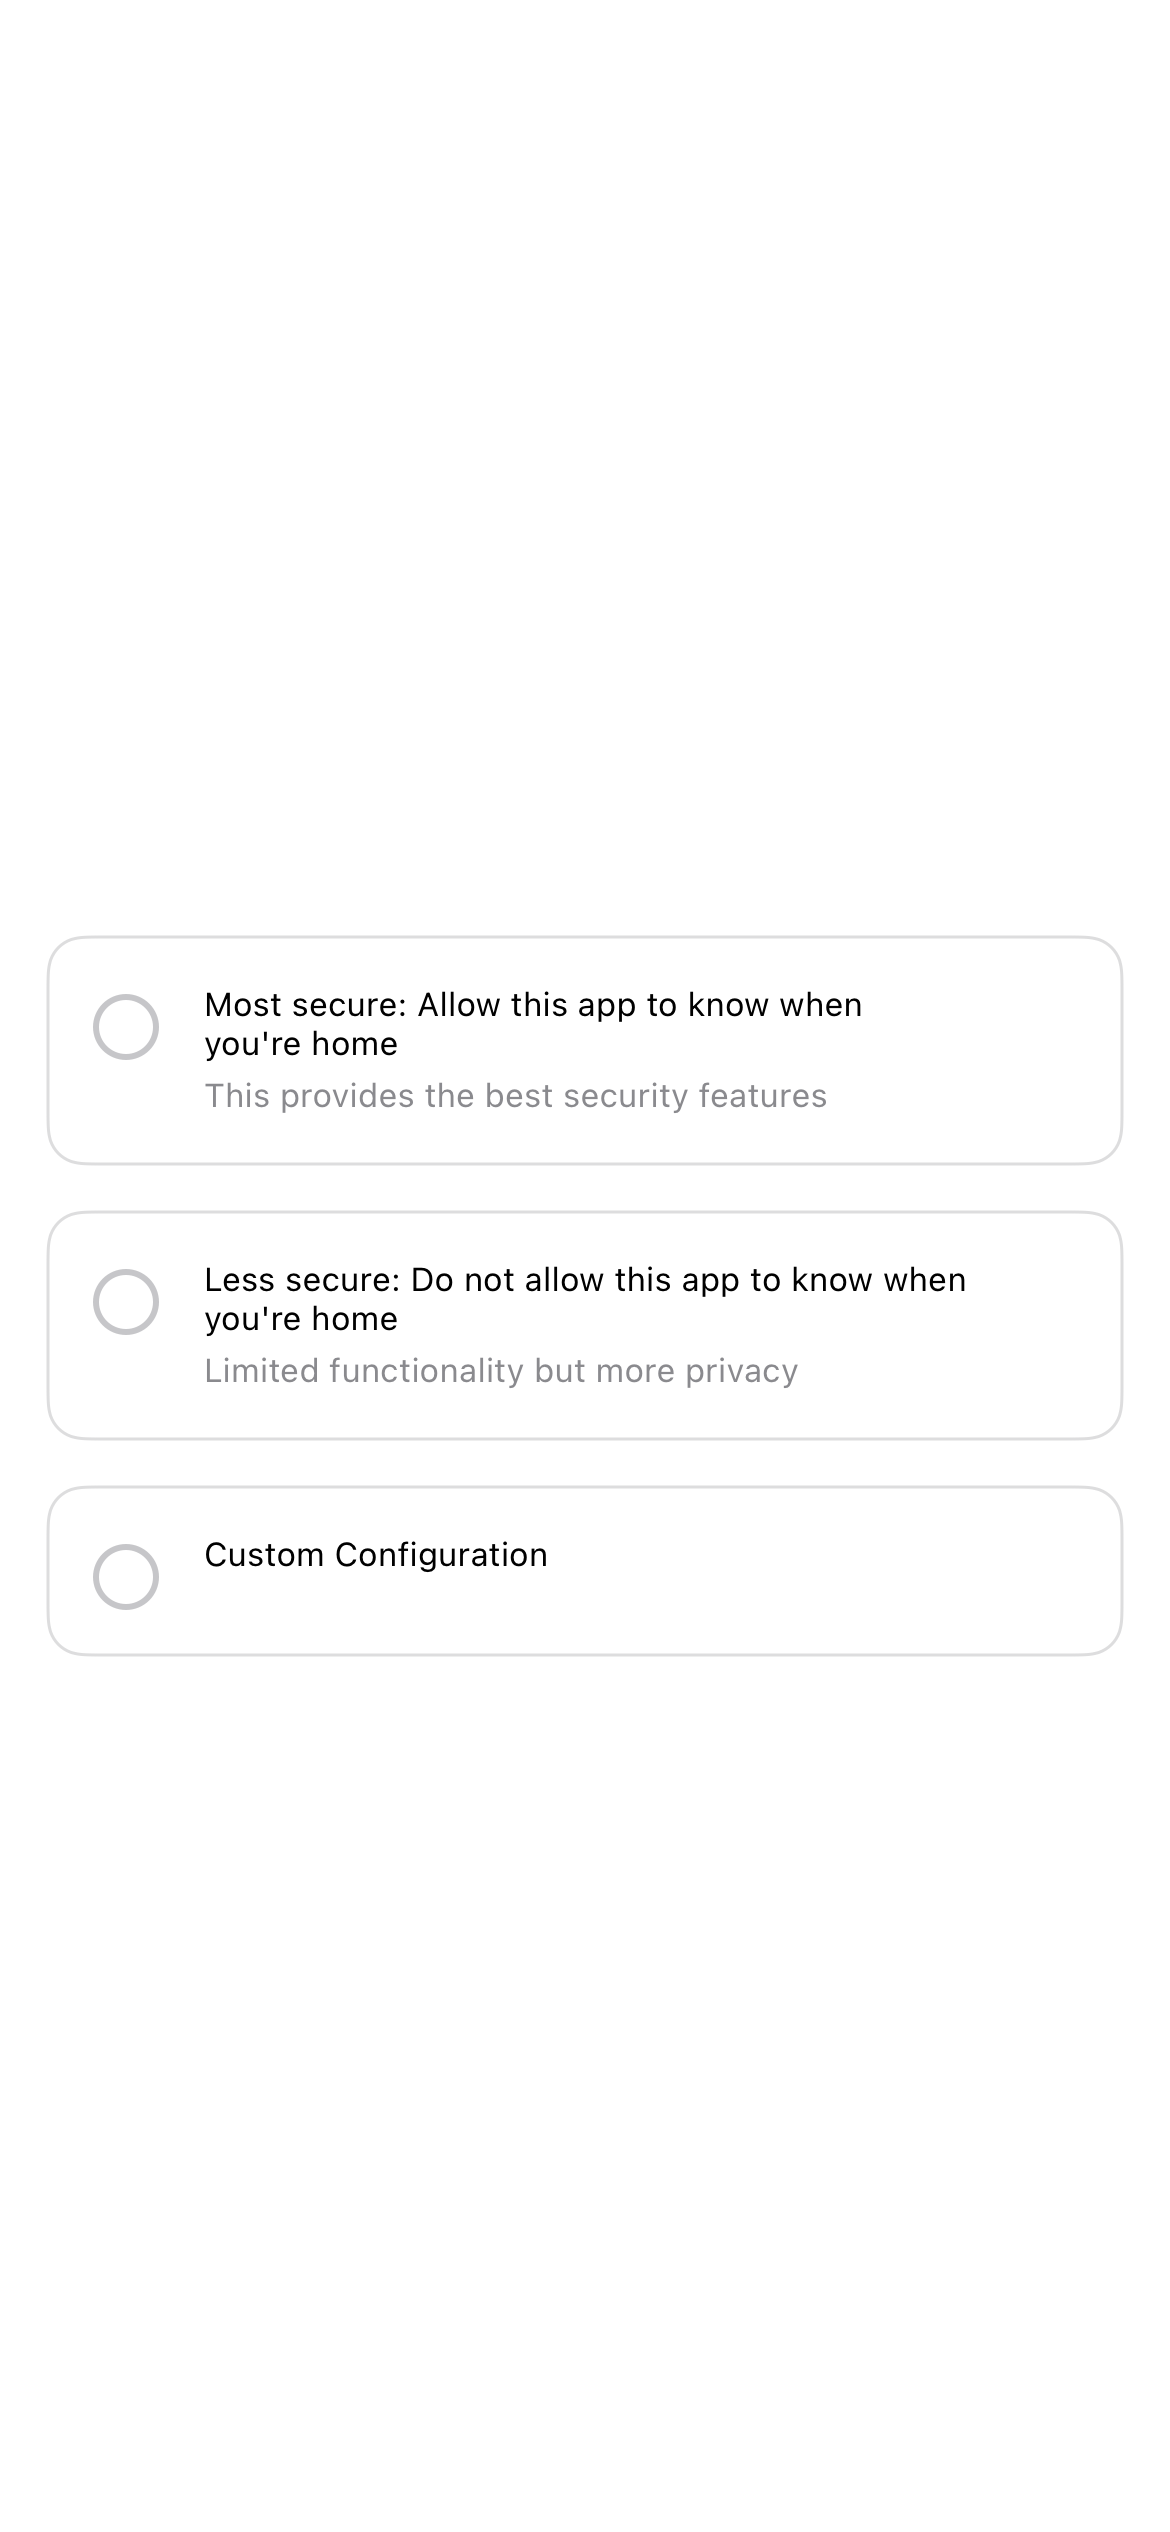 Most secure: Allow this app to know when
you're home
This provides the best security features
Less secure: Do not allow this app to know when
you're home
Limited functionality but more privacy
Custom Configuration